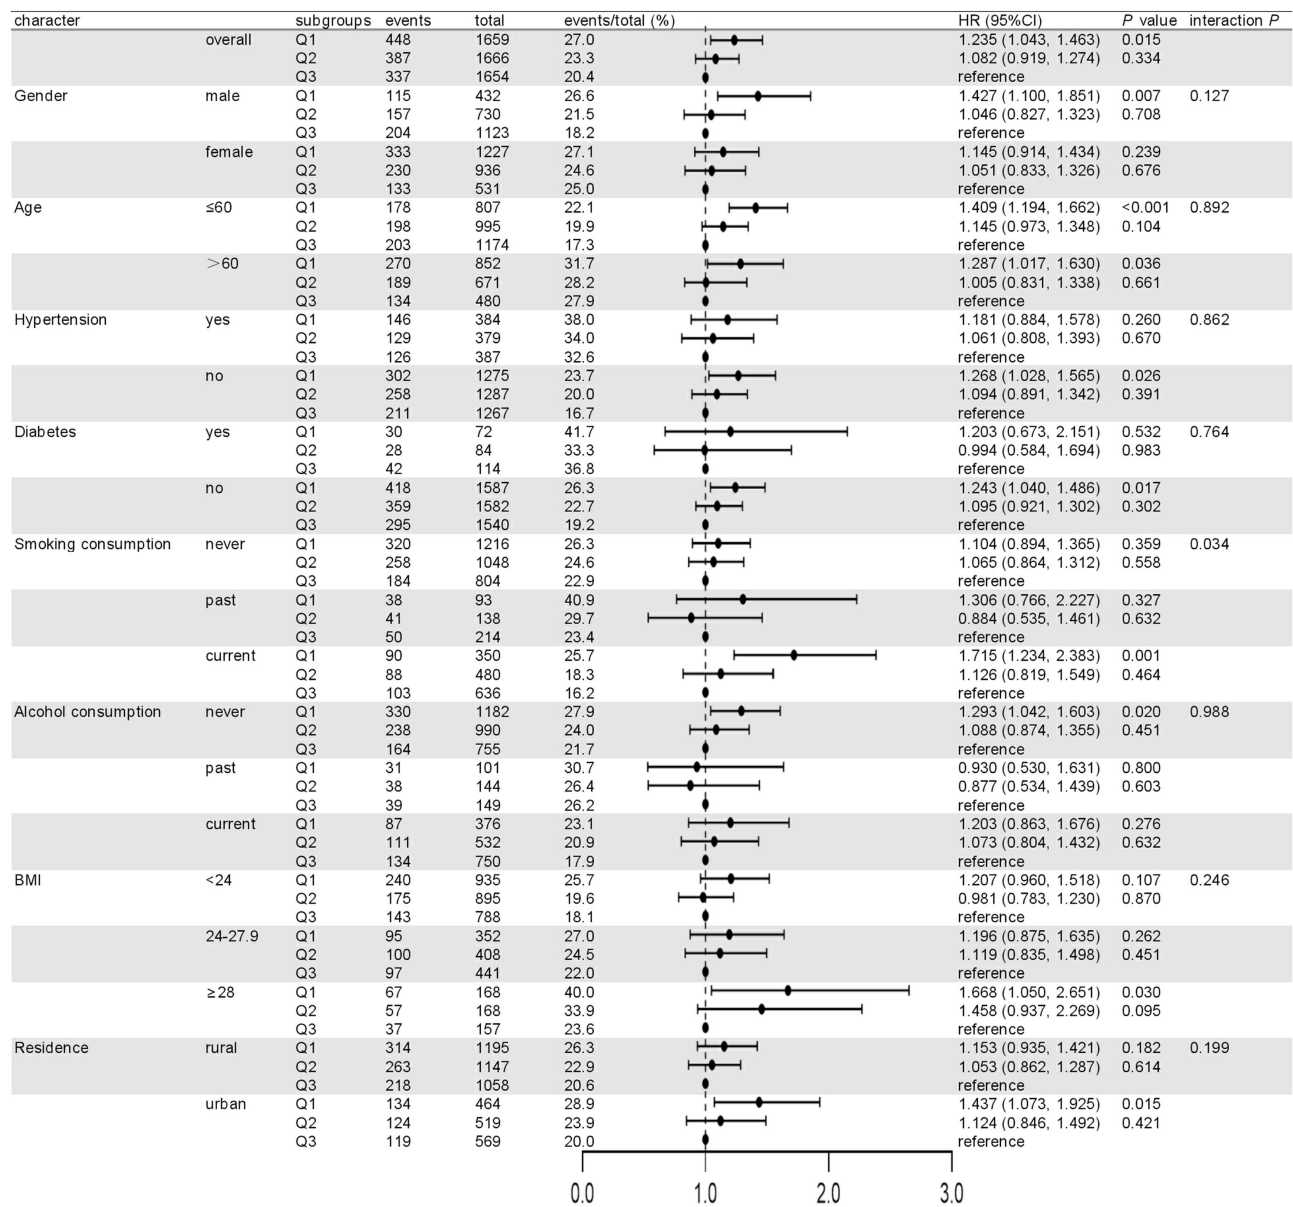 character subgroups events total events/total (%) HR (95%CI) P value interaction P
overall Q1 448 1659 27.0 1.235 (1.043, 1.463) 0.015
Q2 387 1666 23.3 1.082 (0.919, 1.274) 0.334
Q3 337 1654 20.4 reference
Gender male Q1 115 432 26.6 1.427 (1.100, 1.851) 0.007 0.127
Q2 157 730 21.5 1.046 (0.827, 1.323) 0.708
Q3 204 1123 18.2 reference
female Q1 333 1227 27.1 1.145 (0.914, 1.434) 0.239
Q2 230 936 24.6 1.051 (0.833, 1.326) 0.676
Q3 133 531 25.0 reference
Age ≤60 Q1 178 807 22.1 1.409 (1.194, 1.662) <0.001 0.892
Q2 198 995 19.9 1.145 (0.973, 1.348) 0.104
Q3 203 1174 17.3 reference
＞60 Q1 270 852 31.7 1.287 (1.017, 1.630) 0.036
Q2 189 671 28.2 1.005 (0.831, 1.338) 0.661
Q3 134 480 27.9 reference
Hypertension yes Q1 146 384 38.0 1.181 (0.884, 1.578) 0.260 0.862
Q2 129 379 34.0 1.061 (0.808, 1.393) 0.670
Q3 126 387 32.6 reference
no Q1 302 1275 23.7 1.268 (1.028, 1.565) 0.026
Q2 258 1287 20.0 1.094 (0.891, 1.342) 0.391
Q3 211 1267 16.7 reference
Diabetes yes Q1 30 72 41.7 1.203 (0.673, 2.151) 0.532 0.764
Q2 28 84 33.3 0.994 (0.584, 1.694) 0.983
Q3 42 114 36.8 reference
no Q1 418 1587 26.3 1.243 (1.040, 1.486) 0.017
Q2 359 1582 22.7 1.095 (0.921, 1.302) 0.302
Q3 295 1540 19.2 reference
Smoking consumption never Q1 320 1216 26.3 1.104 (0.894, 1.365) 0.359 0.034
Q2 258 1048 24.6 1.065 (0.864, 1.312) 0.558
Q3 184 804 22.9 reference
past Q1 38 93 40.9 1.306 (0.766, 2.227) 0.327
Q2 41 138 29.7 0.884 (0.535, 1.461) 0.632
Q3 50 214 23.4 reference
current Q1 90 350 25.7 1.715 (1.234, 2.383) 0.001
Q2 88 480 18.3 1.126 (0.819, 1.549) 0.464
Q3 103 636 16.2 reference
Alcohol consumption never Q1 330 1182 27.9 1.293 (1.042, 1.603) 0.020 0.988
Q2 238 990 24.0 1.088 (0.874, 1.355) 0.451
Q3 164 755 21.7 reference
past Q1 31 101 30.7 0.930 (0.530, 1.631) 0.800
Q2 38 144 26.4 0.877 (0.534, 1.439) 0.603
Q3 39 149 26.2 reference
current Q1 87 376 23.1 1.203 (0.863, 1.676) 0.276
Q2 111 532 20.9 1.073 (0.804, 1.432) 0.632
Q3 134 750 17.9 reference
BMI <24 Q1 240 935 25.7 1.207 (0.960, 1.518) 0.107 0.246
Q2 175 895 19.6 0.981 (0.783, 1.230) 0.870
Q3 143 788 18.1 reference
24-27.9 Q1 95 352 27.0 1.196 (0.875, 1.635) 0.262
Q2 100 408 24.5 1.119 (0.835, 1.498) 0.451
Q3 97 441 22.0 reference
≥28 Q1 67 168 40.0 1.668 (1.050, 2.651) 0.030
Q2 57 168 33.9 1.458 (0.937, 2.269) 0.095
Q3 37 157 23.6 reference
Residence rural Q1 314 1195 26.3 1.153 (0.935, 1.421) 0.182 0.199
Q2 263 1147 22.9 1.053 (0.862, 1.287) 0.614
Q3 218 1058 20.6 reference
urban Q1 134 464 28.9 1.437 (1.073, 1.925) 0.015
Q2 124 519 23.9 1.124 (0.846, 1.492) 0.421
Q3 119 569 20.0 reference
0.0 1.0 2.0 3.0